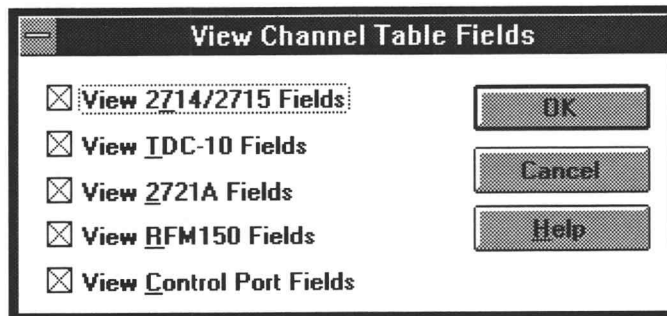 View Channel Table Fields
View 2714/2715 Fields
View TDC-10 Fields
View 2721A Fields
View RFM150 Fields
View Control Port Fields
OK
Cancel
Help